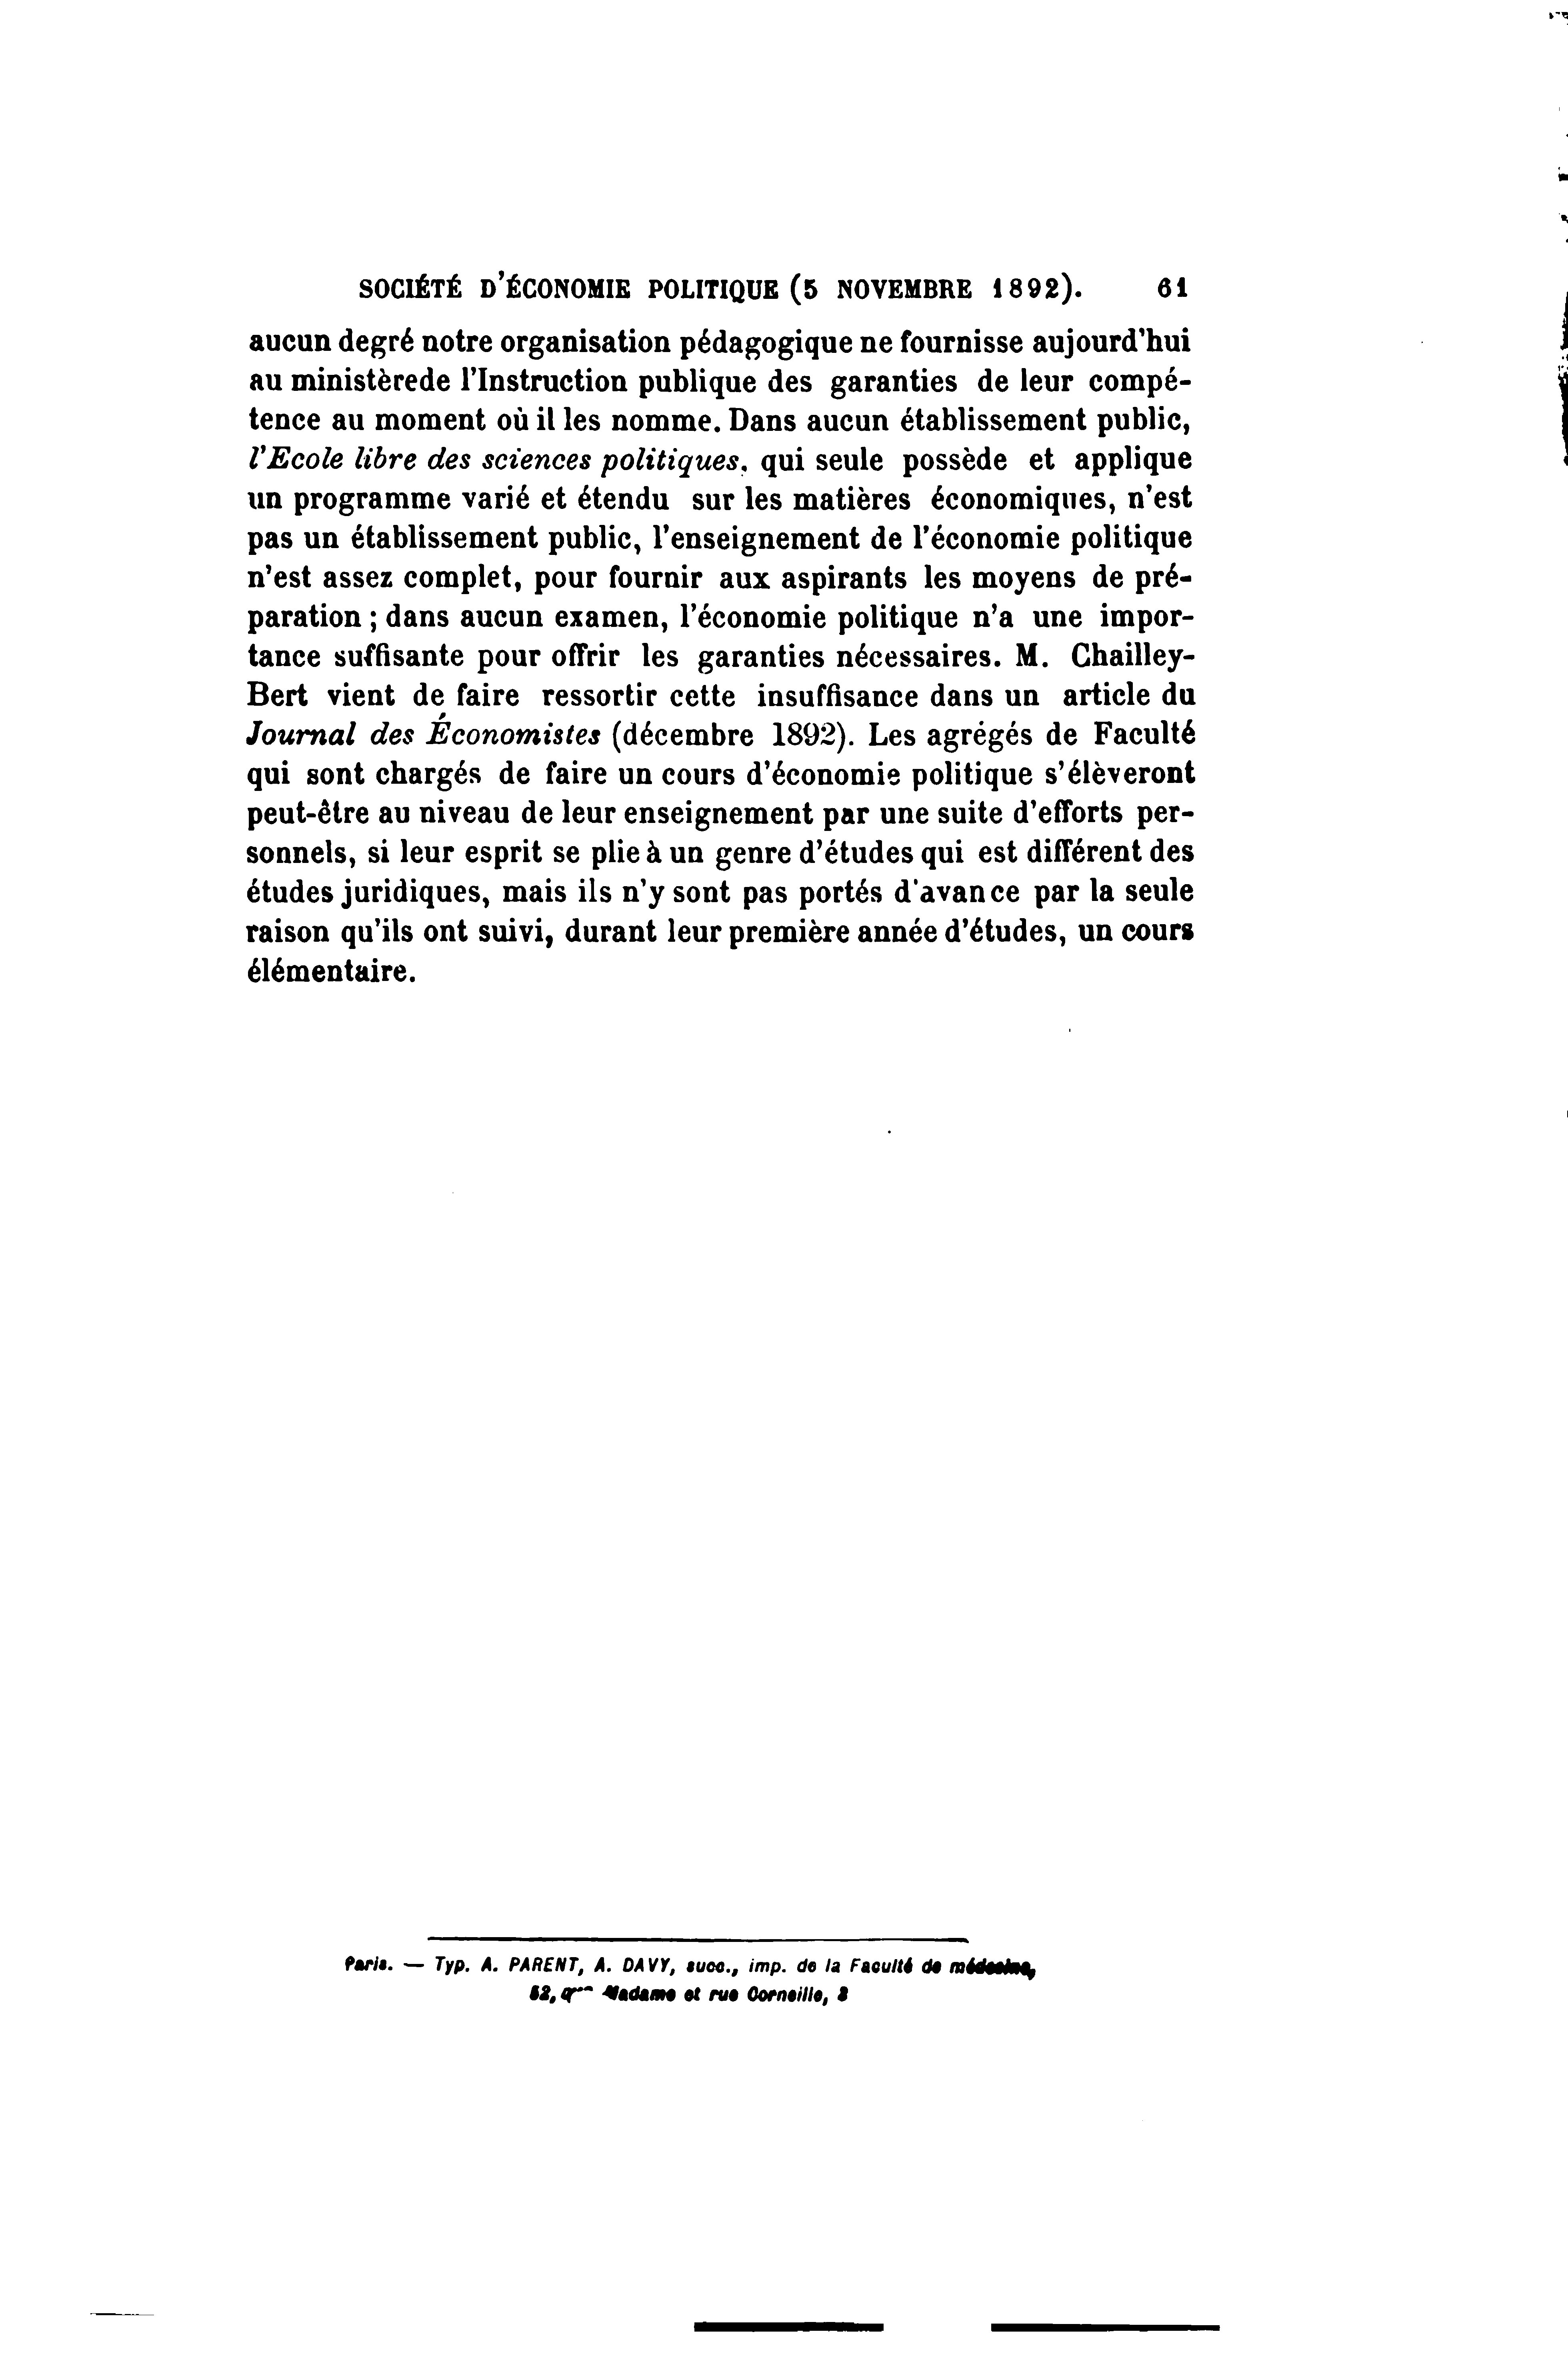 SOCIÉTÉ D'ÉCONOMIE POLITIQUE (5 NOVEMBRE 1892). 61
aucun degré notre organisation pédagogique ne fournisse aujourd'hui
au ministèrede l'Instruction publique des garanties de leur compé-
tence au moment où il les nomme. Dans aucun établissement public,
l'Ecole libre des sciences politiques, qui seule possède et applique
un programme varié et étendu sur les matières économiques, n'est
pas un établissement public, l'enseignement de l'économie politique
n'est assez complet, pour fournir aux aspirants les moyens de pré-
paration ; dans aucun examen, l'économie politique n'a une impor-
tance suffisante pour offrir les garanties nécessaires. M. Chailley-
Bert vient de faire ressortir cette insuffisance dans un article du
Journal des Économistes (décembre 1892). Les agrégés de Faculté
qui sont chargés de faire un cours d'économie politique s'élèveront
peut-être au niveau de leur enseignement par une suite d'efforts per-
sonnels, si leur esprit se plie à un genre d'études qui est différent des
études juridiques, mais ils n'y sont pas portés d'avance par la seule
raison qu'ils ont suivi, durant leur première année d'études, un cours
élémentaire.
Paris. — Typ. A. PARENT, A. DAVY, succ., imp. de la Faculté de médecine,
52, Madame et rue Corneille, 3